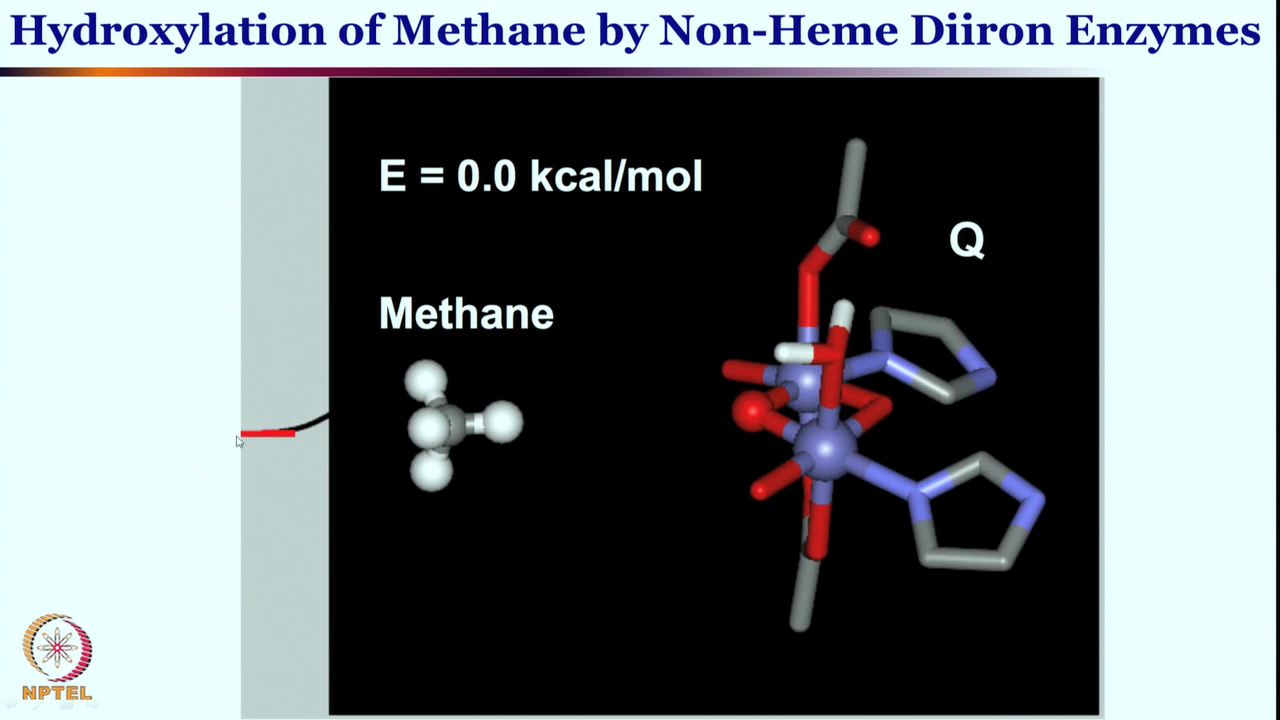 Hydroxylation of Methane by Non-Heme Diiron Enzymes
E = 0.0 kcal/mol
Q
Methane
NPTEL